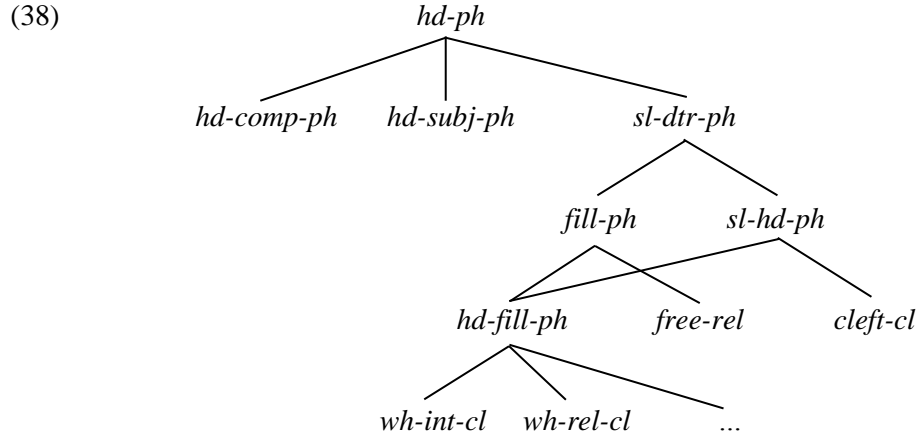 (38) hd-ph
hd-comp-ph hd-subj-ph sl-dtr-ph
fill-ph sl-hd-ph
hd-fill-ph free-rel cleft-cl
wh-int-cl wh-rel-cl ...